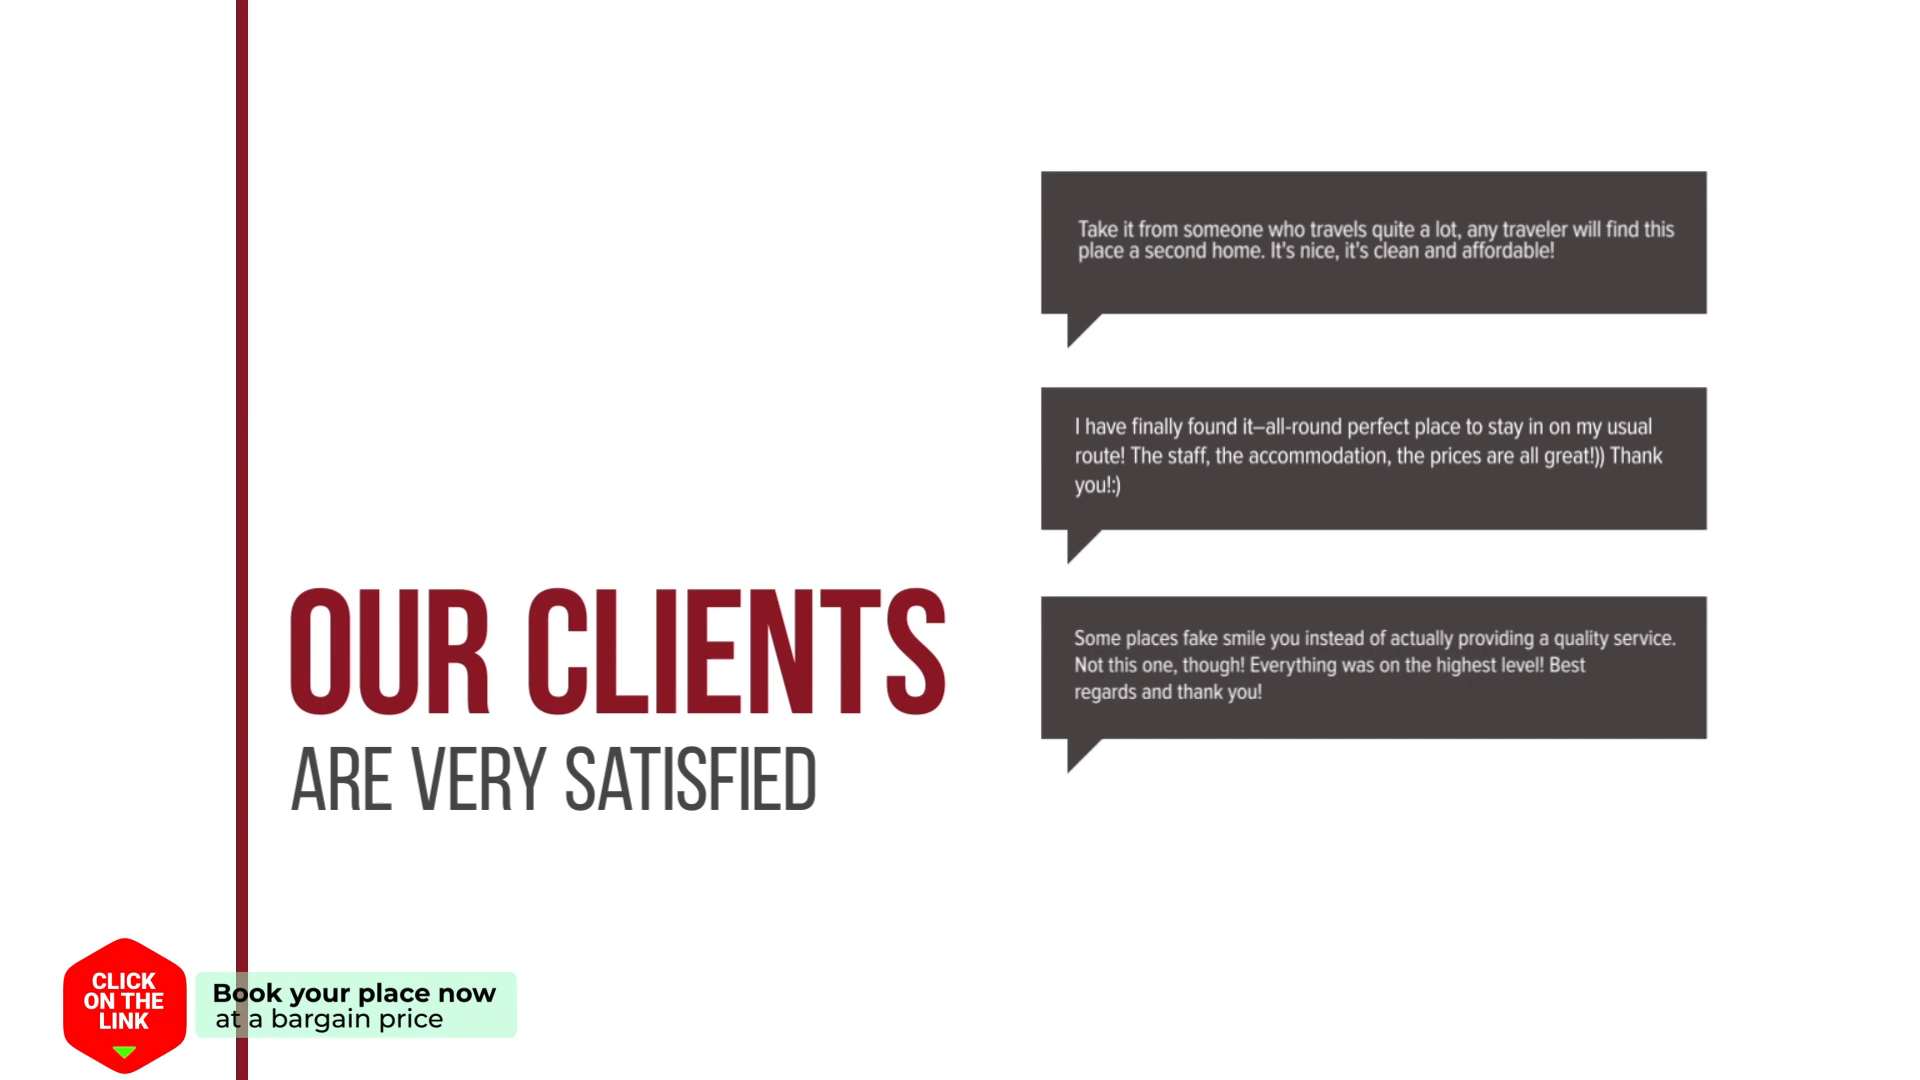 Take it from someone who travels quite a lot, any traveler will find this
place a second home. It's nice, it's clean and affordable!
I have finally found it–all-round perfect place to stay in on my usual
route! The staff, the accommodation, the prices are all great!)) Thank
you!:)
Some places fake smile you instead of actually providing a quality service.
Not this one, though! Everything was on the highest level! Best
regards and thank you!
OUR CLIENTS
ARE VERY SATISFIED
CLICK
ON THE
LINK
Book your place now
at a bargain price